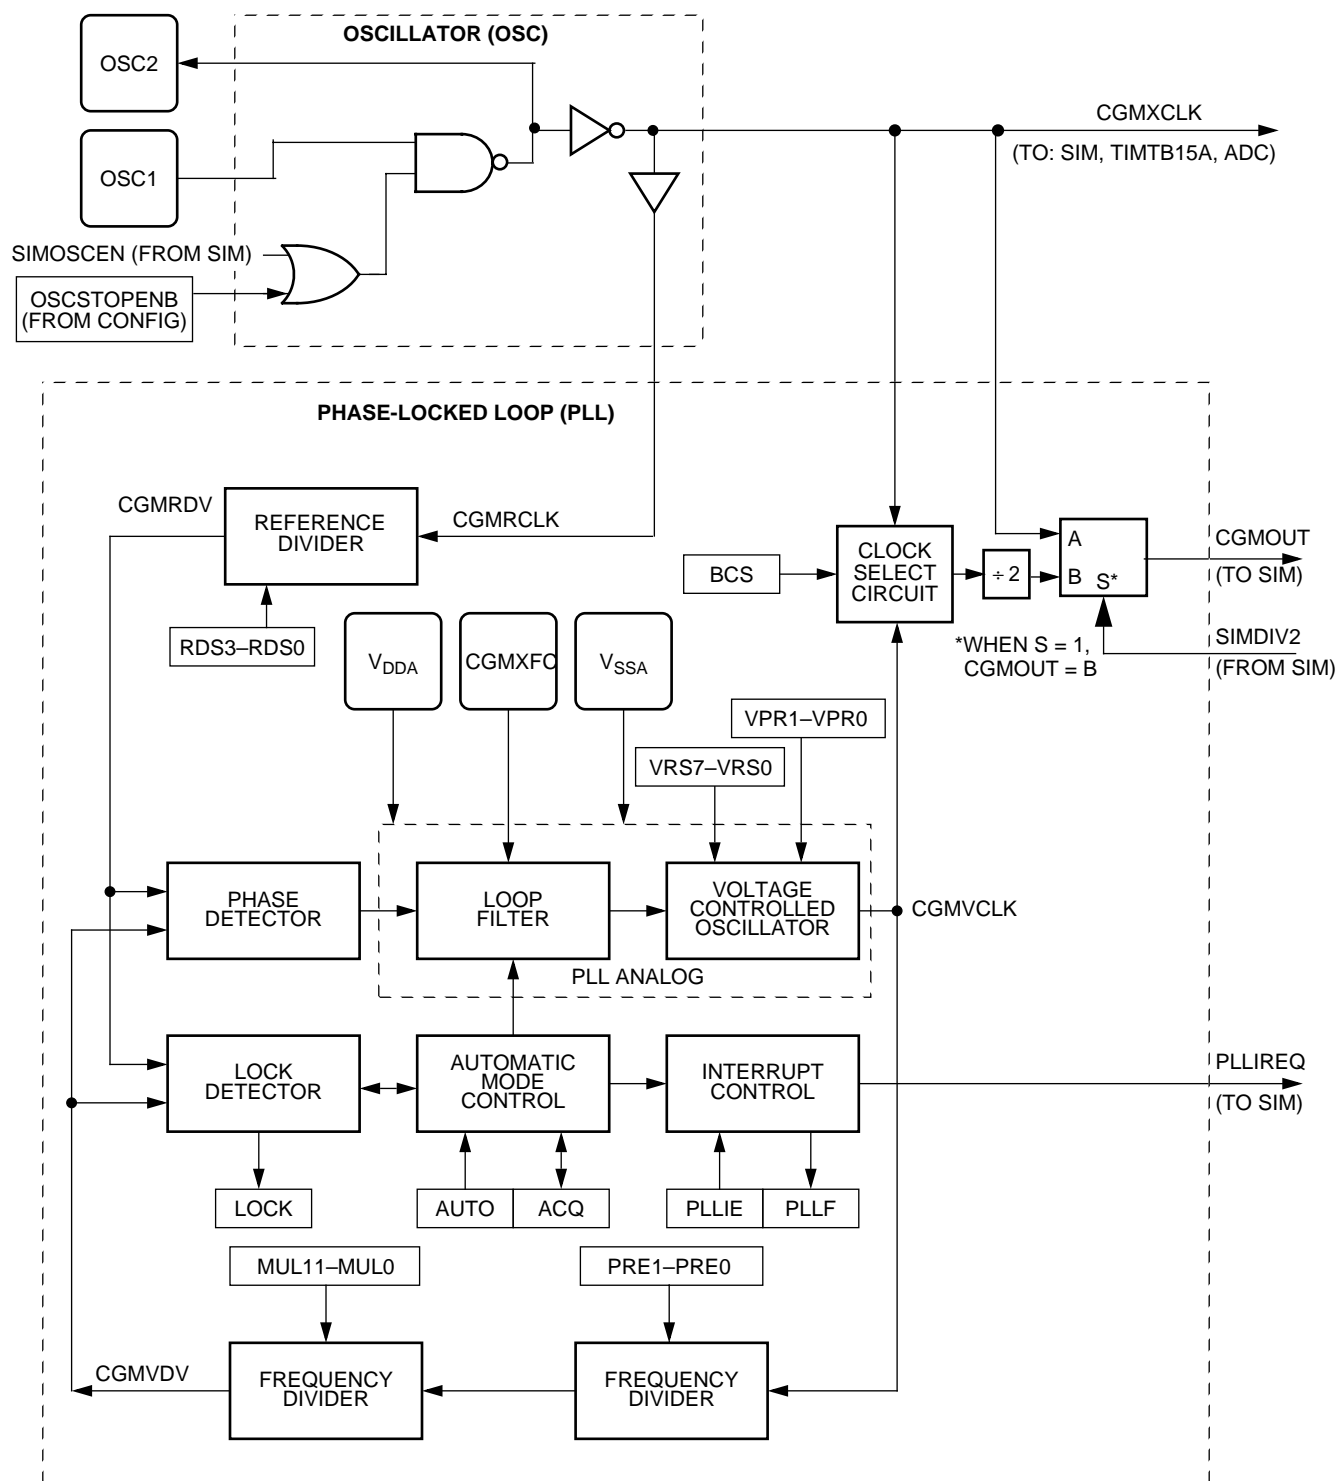 OSCILLATOR (OSC)
OSC2
CGMXCLK
(TO: SIM, TIMTB15A, ADC)
OSC1
SIMOSCEN (FROM SIM)
OSCSTOPENB
(FROM CONFIG)
PHASE-LOCKED LOOP (PLL)
CGMRDV
REFERENCE
DIVIDER
CGMRCLK
RDS3–RDS0
BCS
CLOCK
SELECT
CIRCUIT
÷ 2
A
B
S*
CGMOUT
(TO SIM)
*WHEN S = 1,
CGMOUT = B
SIMDIV2
(FROM SIM)
VDDA
CGMXFC
VSSA
VPR1–VPR0
VRS7–VRS0
PHASE
DETECTOR
LOOP
FILTER
VOLTAGE
CONTROLLED
OSCILLATOR
CGMVCLK
PLL ANALOG
LOCK
DETECTOR
AUTOMATIC
MODE
CONTROL
INTERRUPT
CONTROL
PLLIREQ
(TO SIM)
LOCK
AUTO
ACQ
PLLIE
PLLF
MUL11–MUL0
PRE1–PRE0
CGMVDV
FREQUENCY
DIVIDER
FREQUENCY
DIVIDER